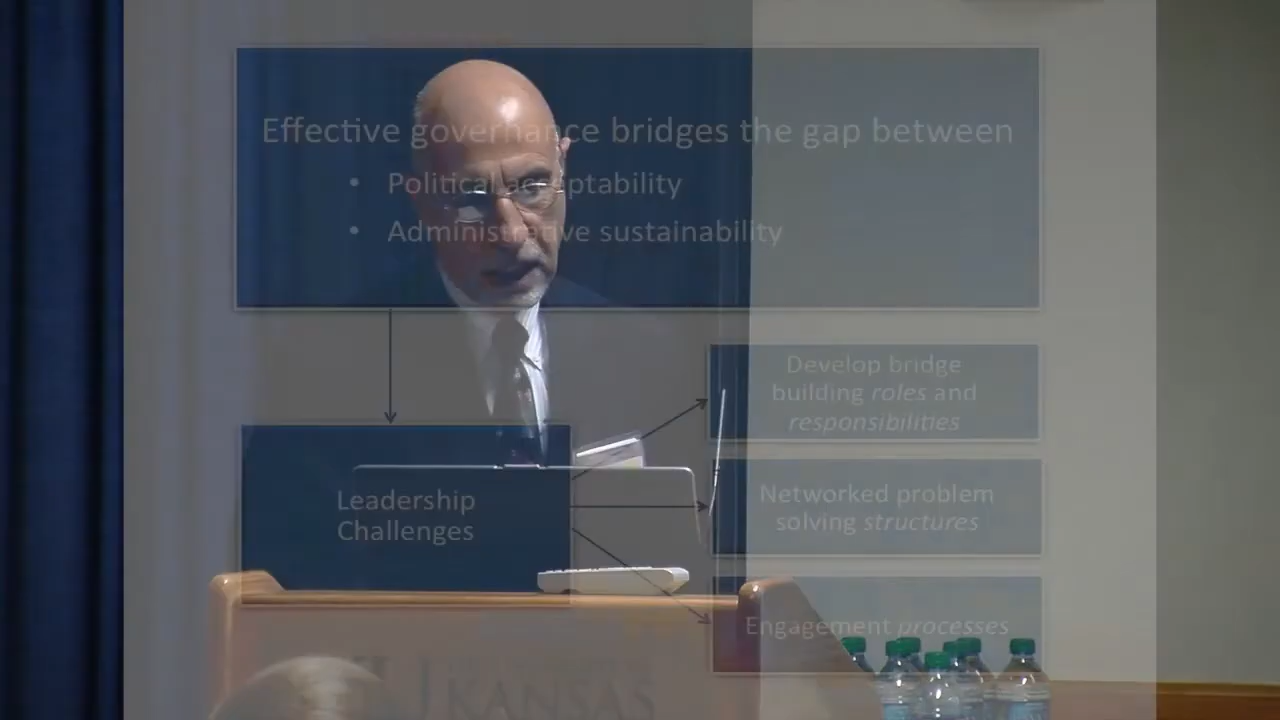 Effective governance bridges the gap between
• Political acceptability
• Administrative sustainability
Develop bridge
building roles and
responsibilities
Leadership
Challenges
Networked problem
solving structures
Engagement processes
KANSAS